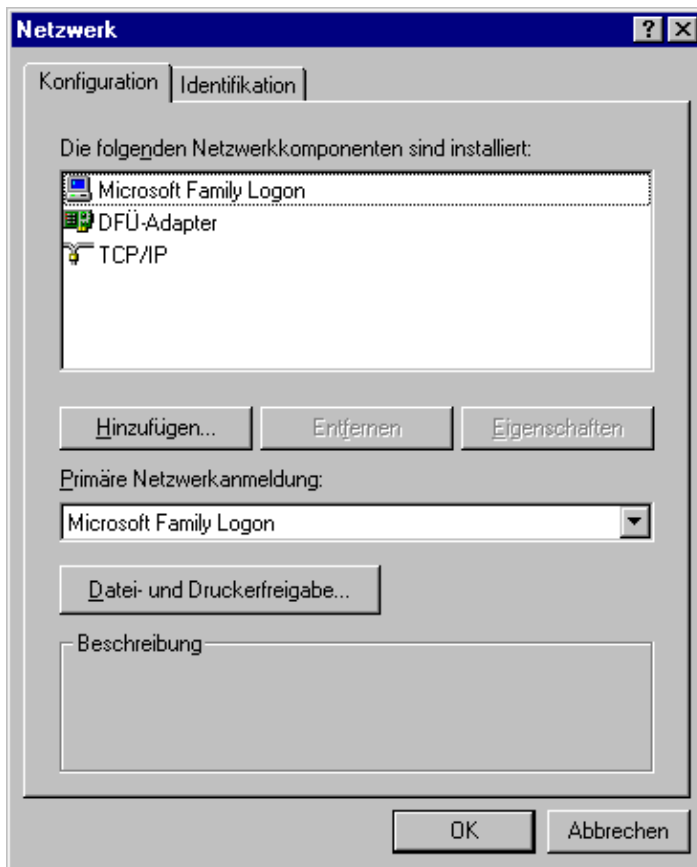 Netzwerk
Konfiguration
Identifikation
Die folgenden Netzwerkkomponenten sind installiert:
Microsoft Family Logon
DFÜ-Adapter
TCP/IP
Hinzufügen...
Entfernen
Eigenschaften
Primäre Netzwerkanmeldung:
Microsoft Family Logon
Datei- und Druckerfreigabe...
Beschreibung
OK
Abbrechen